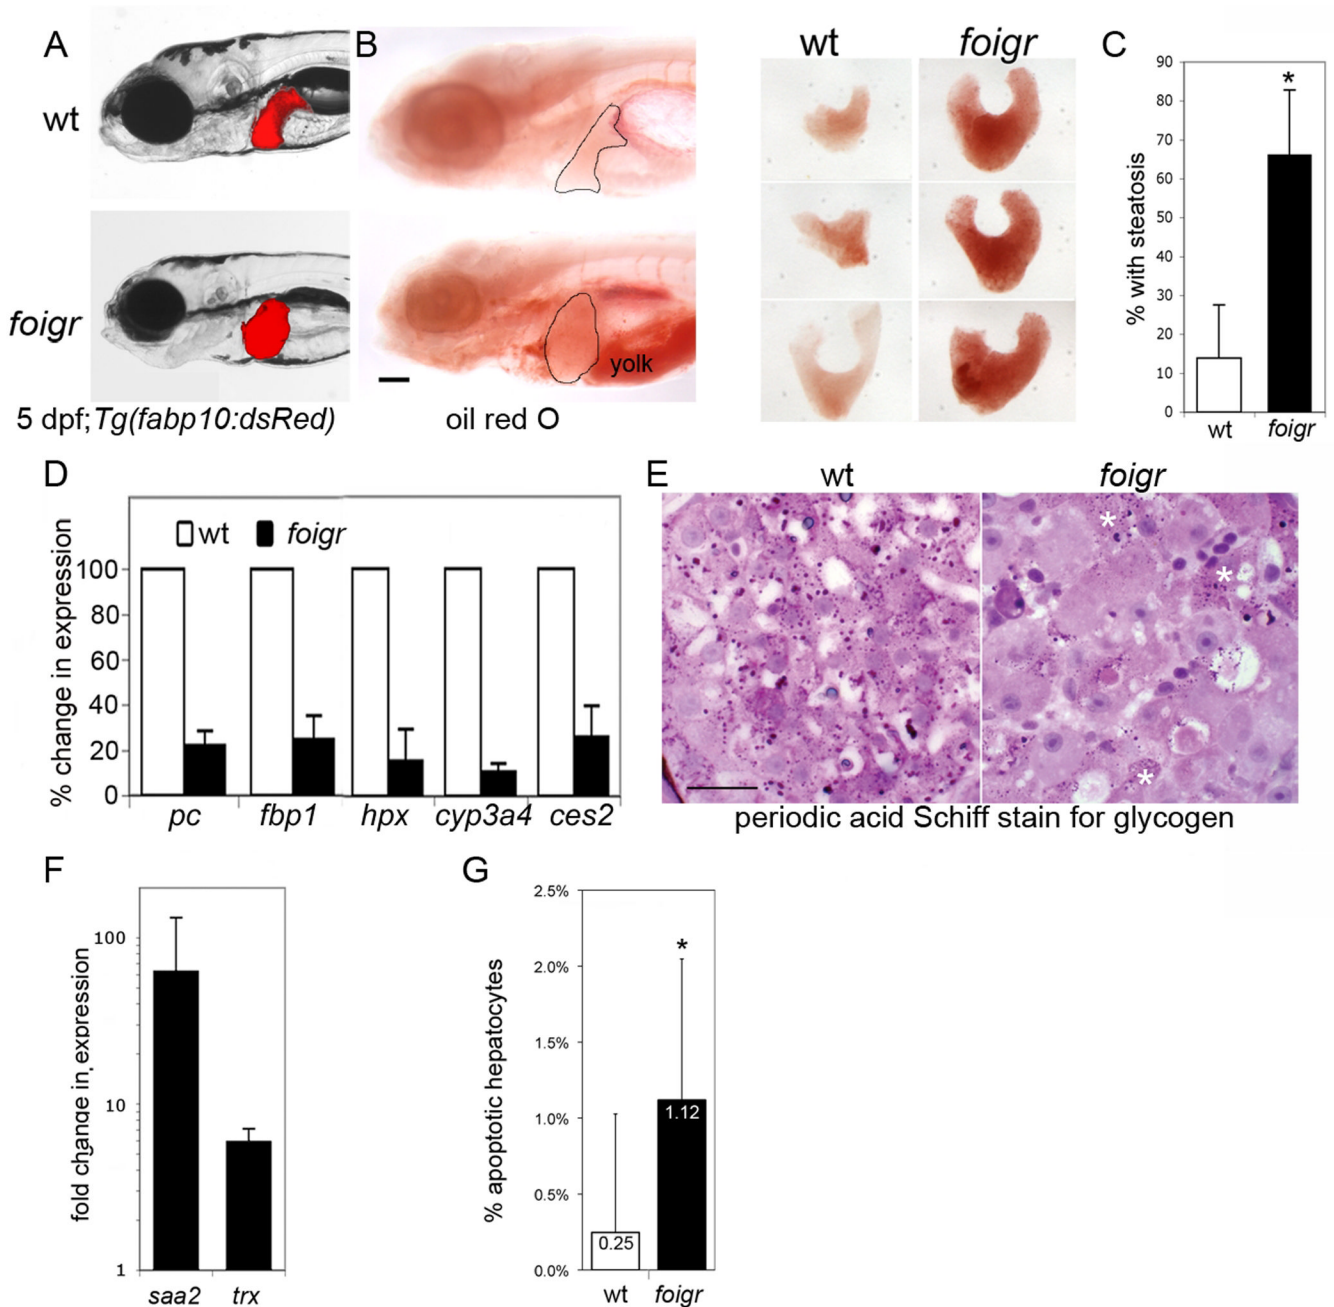 A
wt
foigr
5 dpf;Tg(fabp10:dsRed)
B
yolk
oil red O
wt foigr
C
% with steatosis
90
80
70
60
50
40
30
20
10
0
*
wt foigr
D
% change in expression
wt foigr
100
80
60
40
20
0
pc fbp1 hpx cyp3a4 ces2
E
wt foigr
*
*
*
periodic acid Schiff stain for glycogen
F
fold change in expression
100
10
1
saa2 trx
G
% apoptotic hepatocytes
2.5%
2.0%
1.5%
1.0%
0.5%
0.0%
*
1.12
0.25
wt foigr